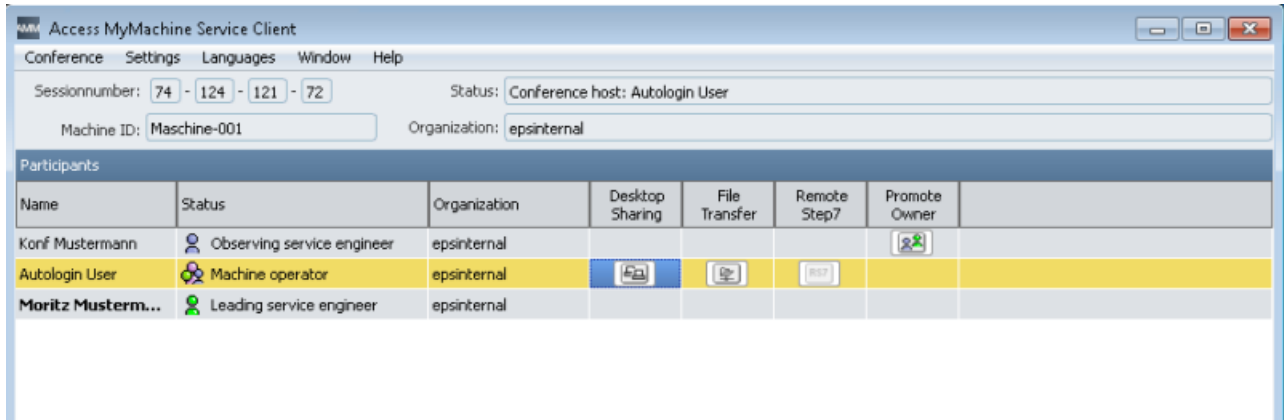 Access MyMachine Service Client
Conference Settings Languages Window Help
Sessionnumber: 74 - 124 - 121 - 72 Status: Conference host: Autologin User
Machine ID: Maschine-001 Organization: epsinternal
Participants
Name Status Organization Desktop Sharing File Transfer Remote Step7 Promote Owner
Konf Mustermann Observing service engineer epsinternal
Autologin User Machine operator epsinternal RS7
Moritz Musterm... Leading service engineer epsinternal